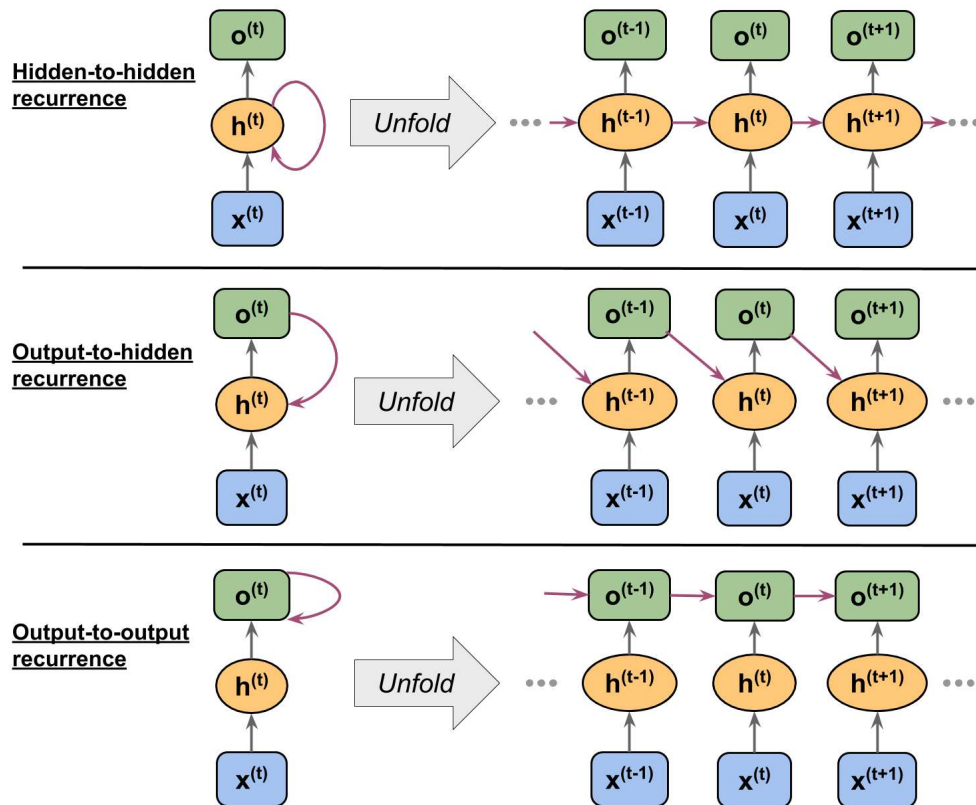 o(t)
o(t-1) o(t) o(t+1)
Hidden-to-hidden
recurrence
h(t)
Unfold
h(t-1) h(t) h(t+1)
x(t)
x(t-1) x(t) x(t+1)
o(t)
o(t-1) o(t) o(t+1)
Output-to-hidden
recurrence
h(t)
Unfold
h(t-1) h(t) h(t+1)
x(t)
x(t-1) x(t) x(t+1)
o(t)
o(t-1) o(t) o(t+1)
Output-to-output
recurrence
h(t)
Unfold
h(t-1) h(t) h(t+1)
x(t)
x(t-1) x(t) x(t+1)